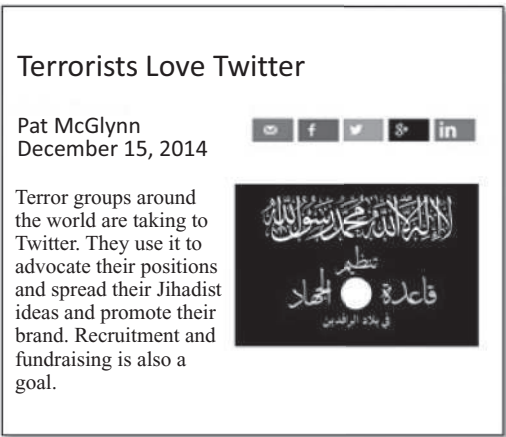 Terrorists Love Twitter
Pat McGlynn
December 15, 2014
f
g+
in
Terror groups around
the world are taking to
Twitter. They use it to
advocate their positions
and spread their Jihadist
ideas and promote their
brand. Recruitment and
fundraising is also a
goal.
لا إله إلا الله محمد رسول الله
تنظيم
قاعدة الجهاد
في بلاد الرافدين